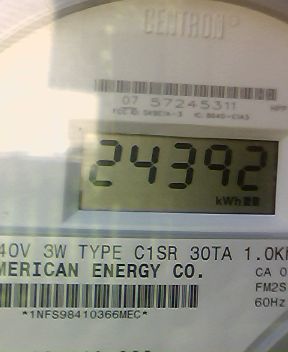 CENTRON®
07 57245311
24392
kWh
40V 3W TYPE C1SR 30TA 1.0K
MERICAN ENERGY CO.
CA 0
FM2S
60Hz
*1NFS98410366MEC*